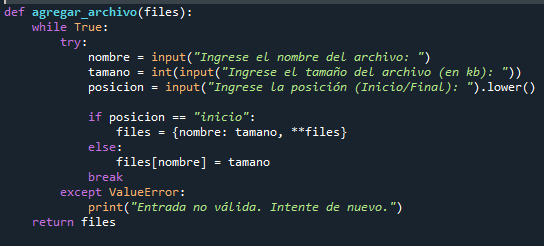 def agregar_archivo(files):
    while True:
        try:
            nombre = input("Ingrese el nombre del archivo: ")
            tamano = int(input("Ingrese el tamaño del archivo (en kb): "))
            posicion = input("Ingrese la posición (Inicio/Final): ").lower()

            if posicion == "inicio":
                files = {nombre: tamano, **files}
            else:
                files[nombre] = tamano
            break
        except ValueError:
            print("Entrada no válida. Intente de nuevo.")
    return files